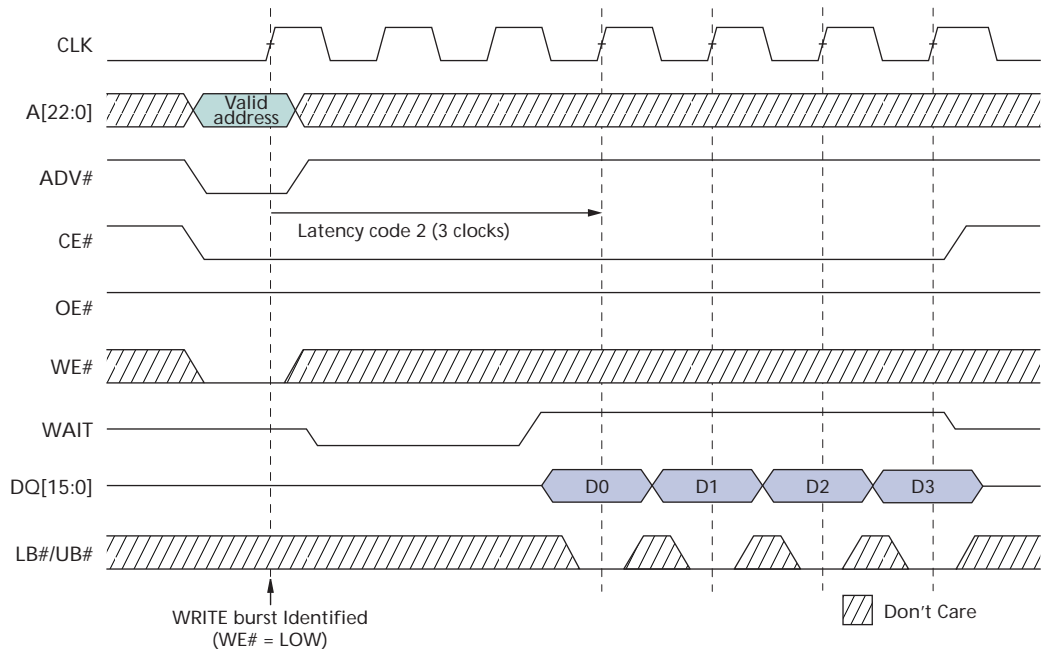 CLK
A[22:0]
Valid
address
ADV#
Latency code 2 (3 clocks)
CE#
OE#
WE#
WAIT
DQ[15:0]
D0
D1
D2
D3
LB#/UB#
WRITE burst Identified
(WE# = LOW)
Don't Care